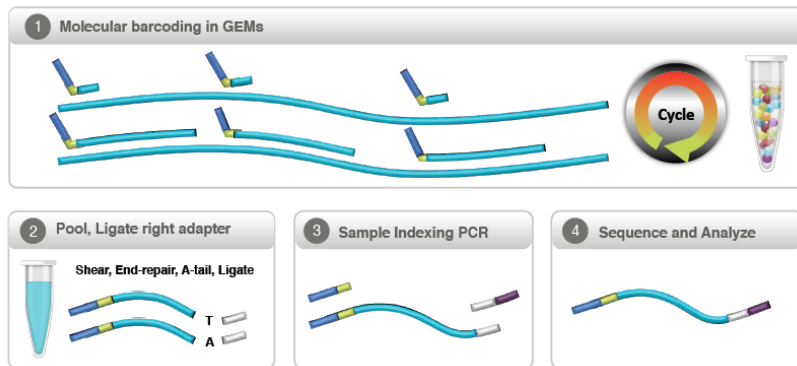 1 Molecular barcoding in GEMs
Cycle
2 Pool, Ligate right adapter
Shear, End-repair, A-tail, Ligate
T
A
3 Sample Indexing PCR
4 Sequence and Analyze